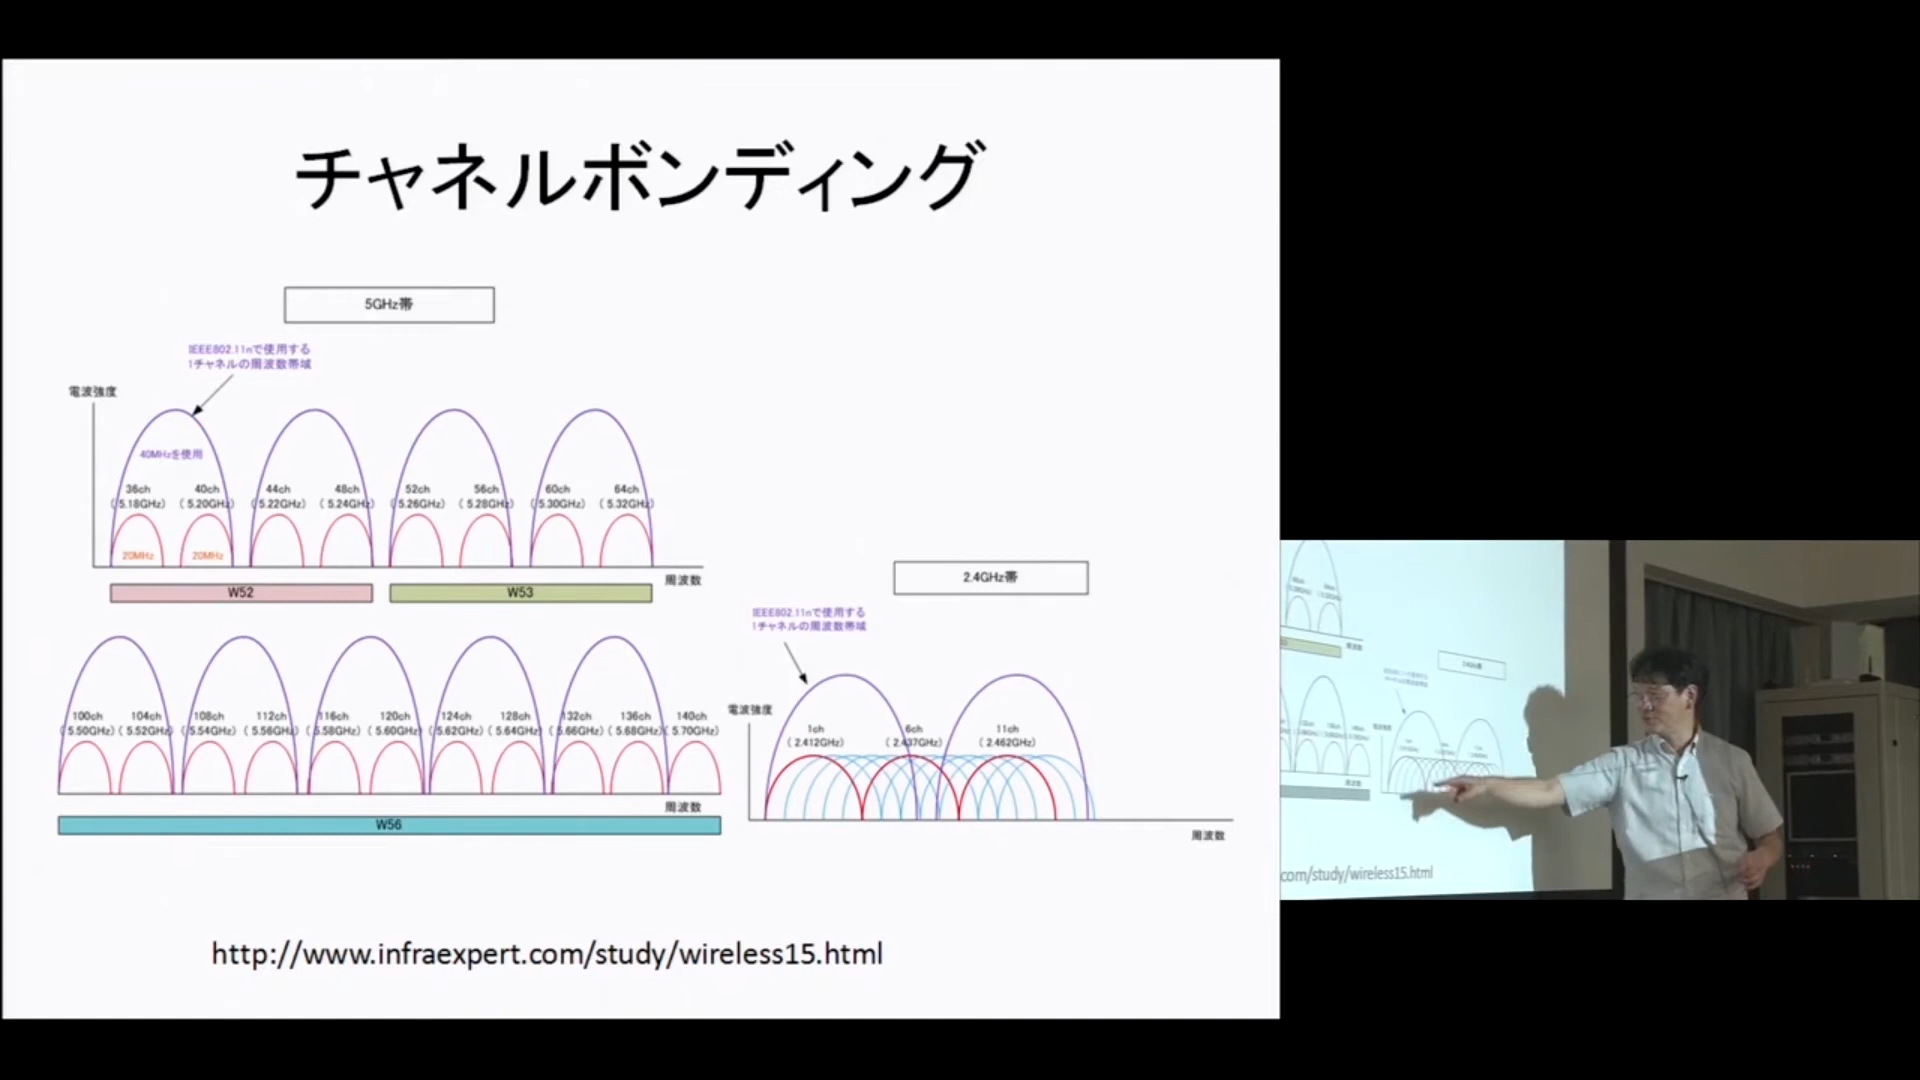 チャネルボンディング
5GHz帯
IEEE802.11nで使用する
1チャネルの周波数帯域
電波強度
40MHzを使用
36ch 40ch 44ch 48ch 52ch 56ch 60ch 64ch
( 5.18GHz) ( 5.20GHz) ( 5.22GHz) ( 5.24GHz) ( 5.26GHz) ( 5.28GHz) ( 5.30GHz) ( 5.32GHz)
20MHz 20MHz
周波数
W52 W53
2.4GHz帯
IEEE802.11nで使用する
1チャネルの周波数帯域
100ch 104ch 108ch 112ch 116ch 120ch 124ch 128ch 132ch 136ch 140ch
( 5.50GHz) ( 5.52GHz) ( 5.54GHz) ( 5.56GHz) ( 5.58GHz) ( 5.60GHz) ( 5.62GHz) ( 5.64GHz) ( 5.66GHz) ( 5.68GHz) ( 5.70GHz)
周波数
W56
電波強度
1ch 6ch 11ch
( 2.412GHz) ( 2.437GHz) ( 2.462GHz)
周波数
http://www.infraexpert.com/study/wireless15.html
com/study/wireless15.html